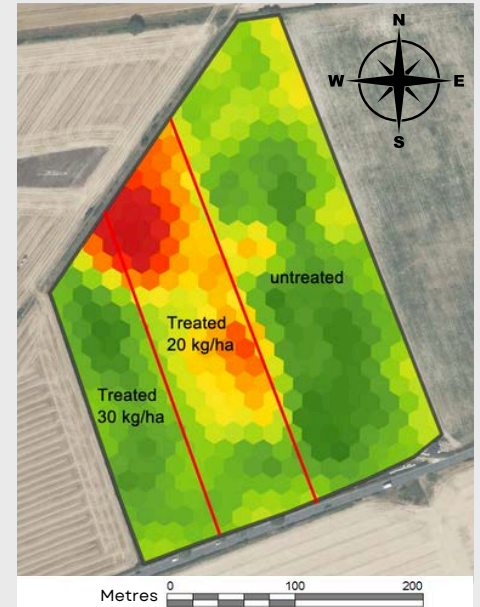 N
W E
S
untreated
Treated
20 kg/ha
Treated
30 kg/ha
0 100 200
Metres